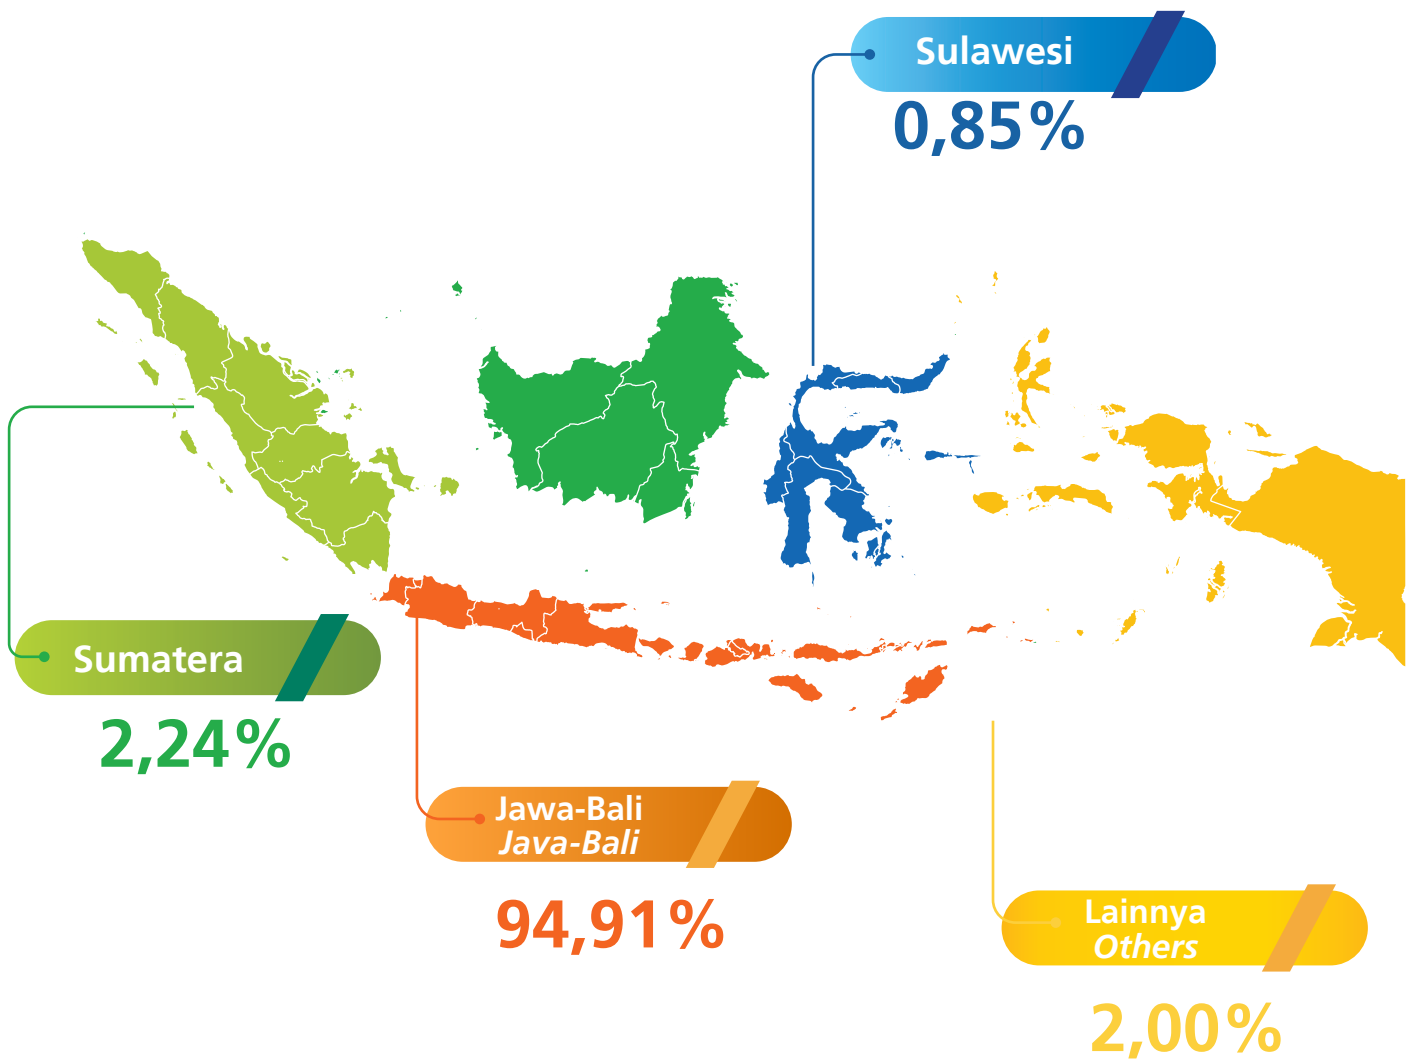 Sulawesi
0,85%
Sumatera
2,24%
Jawa-Bali
Java-Bali
94,91%
Lainnya
Others
2,00%